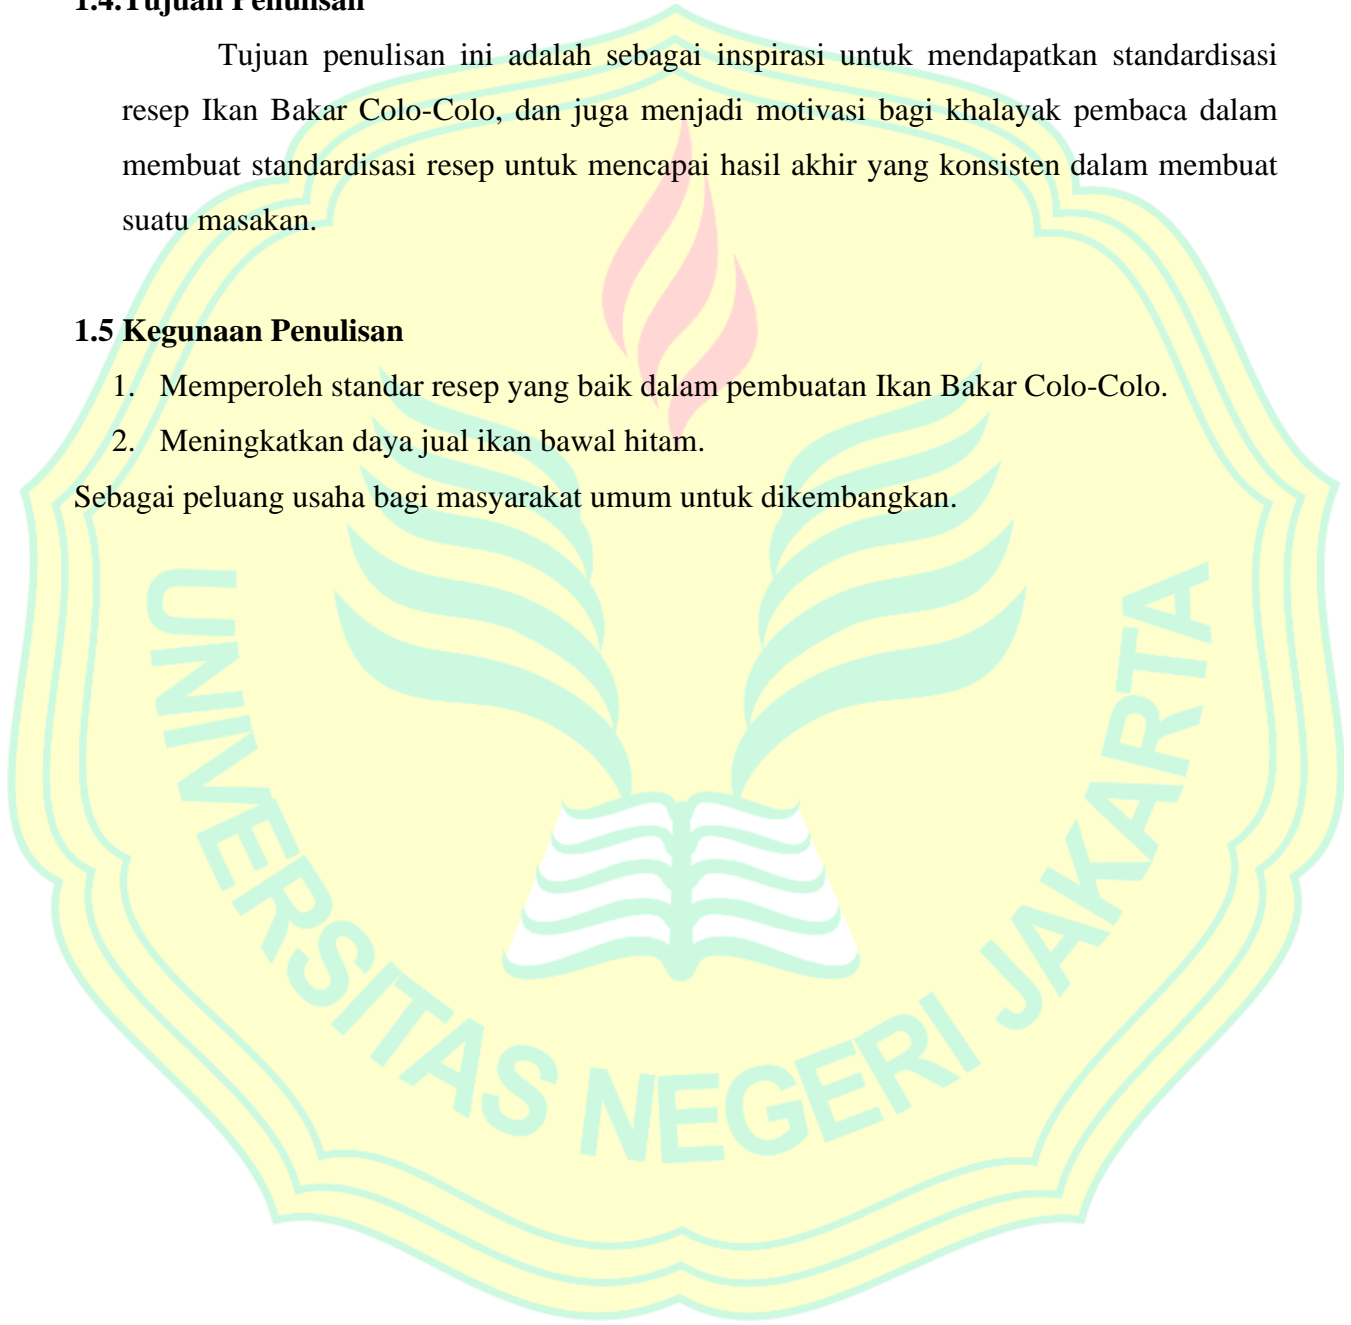 1.4.Tujuan Penulisan
Tujuan penulisan ini adalah sebagai inspirasi untuk mendapatkan standardisasi
resep Ikan Bakar Colo-Colo, dan juga menjadi motivasi bagi khalayak pembaca dalam
membuat standardisasi resep untuk mencapai hasil akhir yang konsisten dalam membuat
suatu masakan.
1.5 Kegunaan Penulisan
1. Memperoleh standar resep yang baik dalam pembuatan Ikan Bakar Colo-Colo.
2. Meningkatkan daya jual ikan bawal hitam.
Sebagai peluang usaha bagi masyarakat umum untuk dikembangkan.
UNIVERSITAS NEGERI JAKARTA